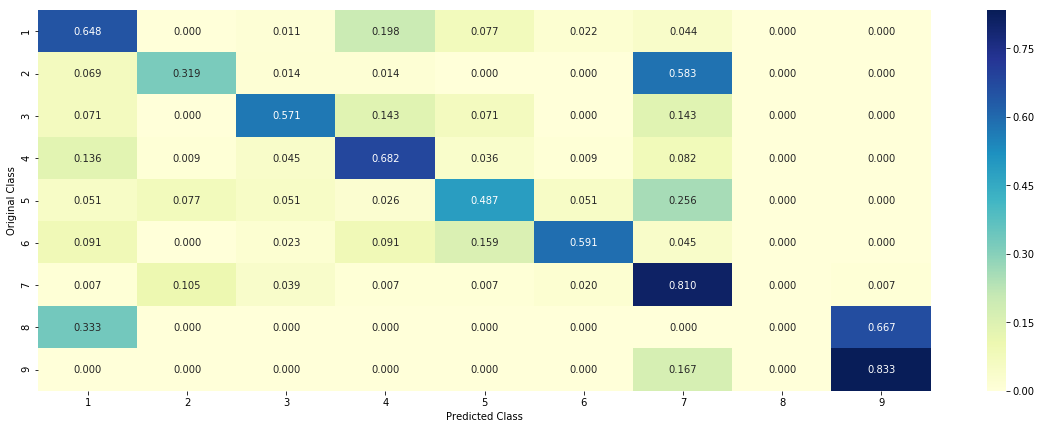 1 0.648 0.000 0.011 0.198 0.077 0.022 0.044 0.000 0.000
2 0.069 0.319 0.014 0.014 0.000 0.000 0.583 0.000 0.000
3 0.071 0.000 0.571 0.143 0.071 0.000 0.143 0.000 0.000
4 0.136 0.009 0.045 0.682 0.036 0.009 0.082 0.000 0.000
5 0.051 0.077 0.051 0.026 0.487 0.051 0.256 0.000 0.000
6 0.091 0.000 0.023 0.091 0.159 0.591 0.045 0.000 0.000
7 0.007 0.105 0.039 0.007 0.007 0.020 0.810 0.000 0.007
8 0.333 0.000 0.000 0.000 0.000 0.000 0.000 0.000 0.667
9 0.000 0.000 0.000 0.000 0.000 0.000 0.167 0.000 0.833
1 2 3 4 5 6 7 8 9
Predicted Class
Original Class
0.75
0.60
0.45
0.30
0.15
0.00